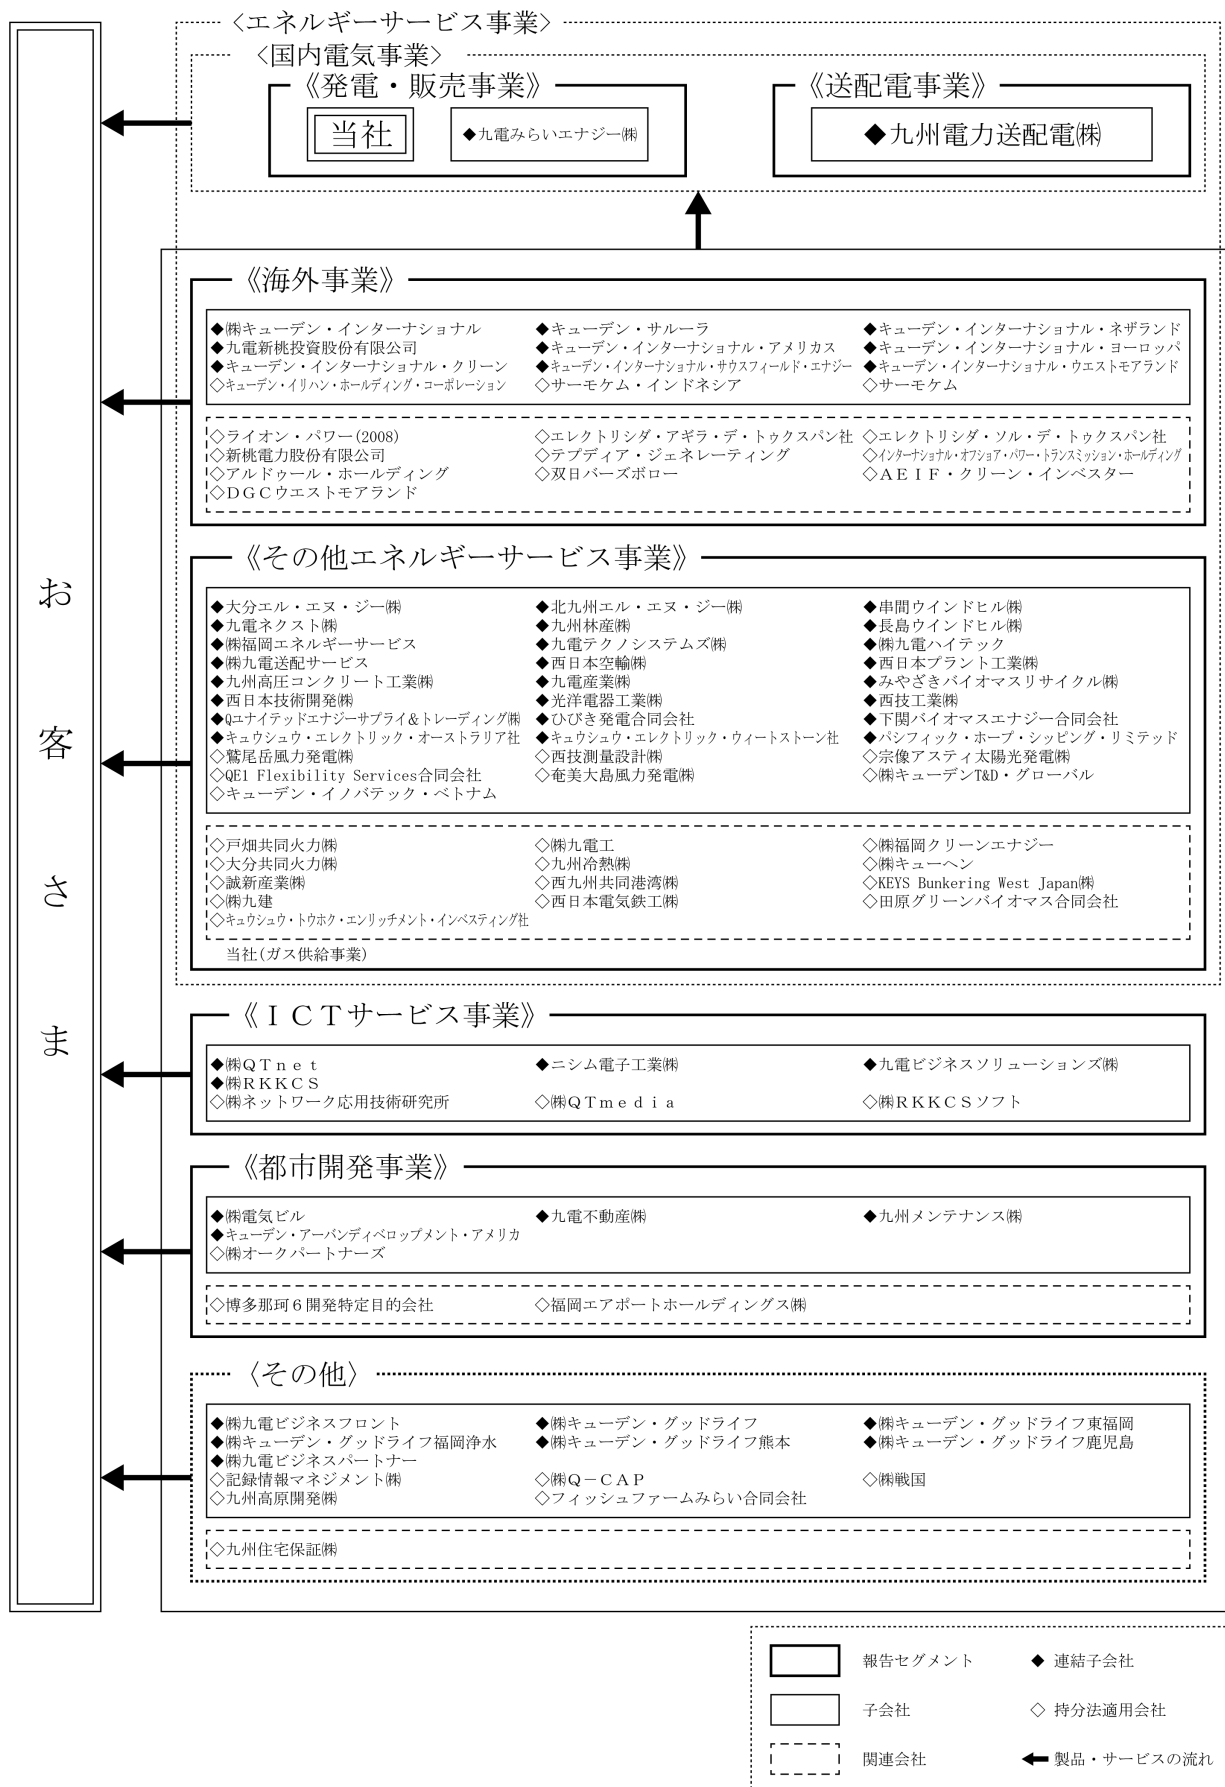 〈エネルギーサービス事業〉
〈国内電気事業〉
《発電・販売事業》
《送配電事業》
当社
◆九電みらいエナジー㈱
◆九州電力送配電㈱
お客さま
《海外事業》
◆㈱キューデン・インターナショナル ◆キューデン・サルーラ ◆キューデン・インターナショナル・ネザランド
◆九電新桃投資股份有限公司 ◆キューデン・インターナショナル・アメリカス ◆キューデン・インターナショナル・ヨーロッパ
◆キューデン・インターナショナル・クリーン ◆キューデン・インターナショナル・サウスフィールド・エナジー ◆キューデン・インターナショナル・ウエストモアランド
◇キューデン・イリハン・ホールディング・コーポレーション ◇サーモケム・インドネシア ◇サーモケム
◇ライオン・パワー(2008) ◇エレクトリシダ・アギラ・デ・トゥクスパン社 ◇エレクトリシダ・ソル・デ・トゥクスパン社
◇新桃電力股份有限公司 ◇テプディア・ジェネレーティング ◇インターナショナル・オフショア・パワー・トランスミッション・ホールディング
◇アルドゥール・ホールディング ◇双日バーズボロー ◇AEIF・クリーン・インベスター
◇DGCウエストモアランド
《その他エネルギーサービス事業》
◆大分エル・エヌ・ジー㈱ ◆北九州エル・エヌ・ジー㈱ ◆串間ウインドヒル㈱
◆九電ネクスト㈱ ◆九州林産㈱ ◆長島ウインドヒル㈱
◆㈱福岡エネルギーサービス ◆九電テクノシステムズ㈱ ◆㈱九電ハイテック
◆㈱九電送配サービス ◆西日本空輸㈱ ◆西日本プラント工業㈱
◆九州高圧コンクリート工業㈱ ◆九電産業㈱ ◆みやざきバイオマスリサイクル㈱
◆西日本技術開発㈱ ◆光洋電器工業㈱ ◆西技工業㈱
◆Qユナイテッドエナジーサプライ&トレーディング㈱ ◆ひびき発電合同会社 ◆下関バイオマスエナジー合同会社
◆キュウシュウ・エレクトリック・オーストラリア社 ◆キュウシュウ・エレクトリック・ウィートストーン社 ◆パシフィック・ホープ・シッピング・リミテッド
◇鷲尾岳風力発電㈱ ◇西技測量設計㈱ ◇宗像アスティ太陽光発電㈱
◇QE1 Flexibility Services合同会社 ◇奄美大島風力発電㈱ ◇㈱キューデンT&D・グローバル
◇キューデン・イノバテック・ベトナム
◇戸畑共同火力㈱ ◇㈱九電工 ◇㈱福岡クリーンエナジー
◇大分共同火力㈱ ◇九州冷熱㈱ ◇㈱キューヘン
◇誠新産業㈱ ◇西九州共同港湾㈱ ◇KEYS Bunkering West Japan㈱
◇㈱九建 ◇西日本電気鉄工㈱ ◇田原グリーンバイオマス合同会社
◇キュウシュウ・トウホク・エンリッチメント・インベスティング社
当社(ガス供給事業)
《ICTサービス事業》
◆㈱QTnet ◆ニシム電子工業㈱ ◆九電ビジネスソリューションズ㈱
◆㈱RKKCS
◇㈱ネットワーク応用技術研究所 ◇㈱QTmedia ◇㈱RKKCSソフト
《都市開発事業》
◆㈱電気ビル ◆九電不動産㈱ ◆九州メンテナンス㈱
◆キューデン・アーバンディベロップメント・アメリカ
◇㈱オークパートナーズ
◇博多那珂6開発特定目的会社 ◇福岡エアポートホールディングス㈱
〈その他〉
◆㈱九電ビジネスフロント ◆㈱キューデン・グッドライフ ◆㈱キューデン・グッドライフ東福岡
◆㈱キューデン・グッドライフ福岡浄水 ◆㈱キューデン・グッドライフ熊本 ◆㈱キューデン・グッドライフ鹿児島
◆㈱九電ビジネスパートナー
◇記録情報マネジメント㈱ ◇㈱Q-CAP ◇㈱戦国
◇九州高原開発㈱ ◇フィッシュファームみらい合同会社
◇九州住宅保証㈱
報告セグメント ◆ 連結子会社
子会社 ◇ 持分法適用会社
関連会社 製品・サービスの流れ